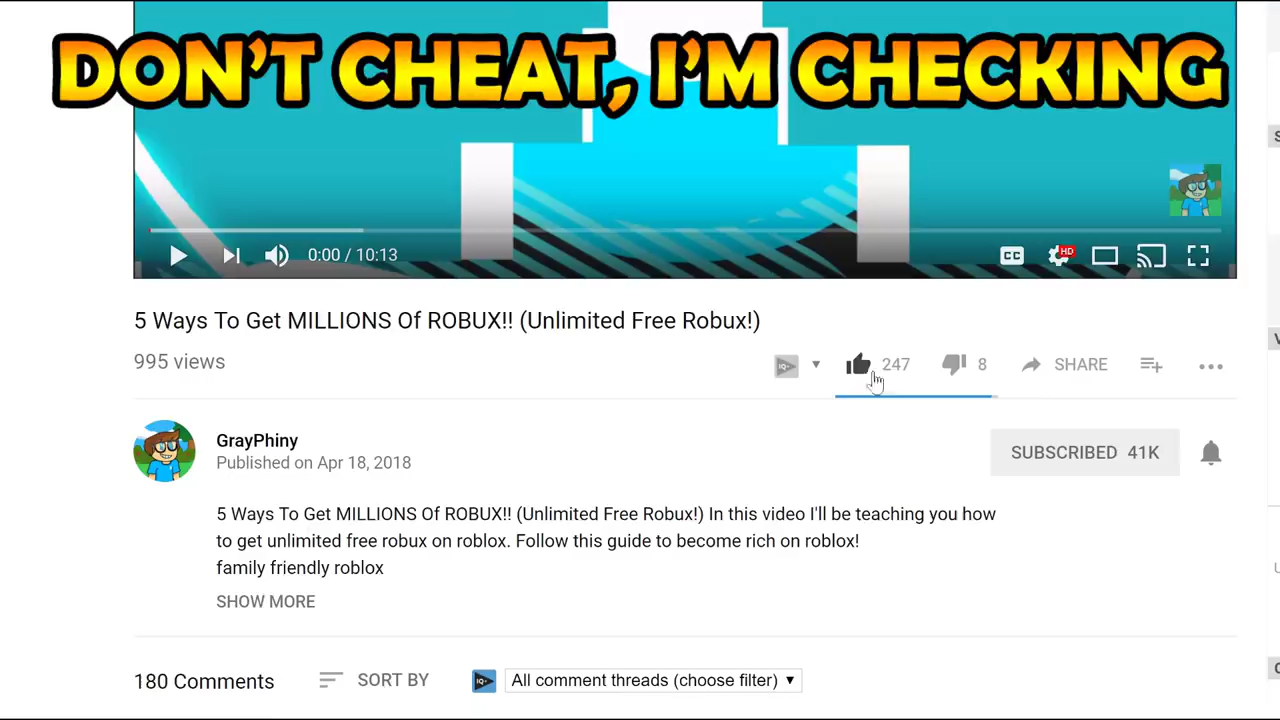 DON'T CHEAT, I'M CHECKING
0:00 / 10:13
CC
HD
5 Ways To Get MILLIONS Of ROBUX!! (Unlimited Free Robux!)
995 views
IQ
247
8
SHARE
GrayPhiny
Published on Apr 18, 2018
SUBSCRIBED 41K
5 Ways To Get MILLIONS Of ROBUX!! (Unlimited Free Robux!) In this video I'll be teaching you how
to get unlimited free robux on roblox. Follow this guide to become rich on roblox!
family friendly roblox
SHOW MORE
180 Comments
SORT BY
IQ
All comment threads (choose filter)